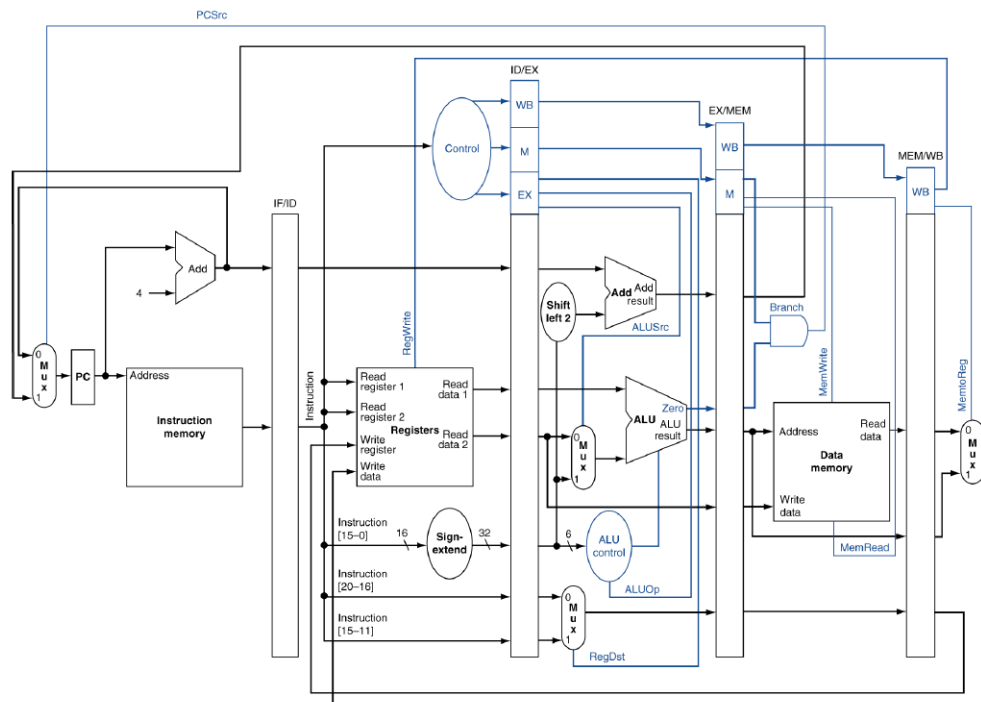 PCSrc
ID/EX
WB
EX/MEM
Control
M
WB
MEM/WB
EX
M
WB
IF/ID
Add
4
RegWrite
Shift
left 2
Add
Add
result
ALUSrc
Branch
0
M
u
x
1
PC
Address
Instruction
memory
Instruction
Read
register 1
Read
register 2
Registers
Write
register
Write
data
Read
data 1
Read
data 2
0
M
u
x
1
Zero
ALU
ALU
result
MemWrite
Address
Read
data
Data
memory
Write
data
MemRead
MemtoReg
0
M
u
x
1
Instruction
[15–0]
16
Sign-
extend
32
6
ALU
control
ALUOp
Instruction
[20–16]
Instruction
[15–11]
0
M
u
x
1
RegDst